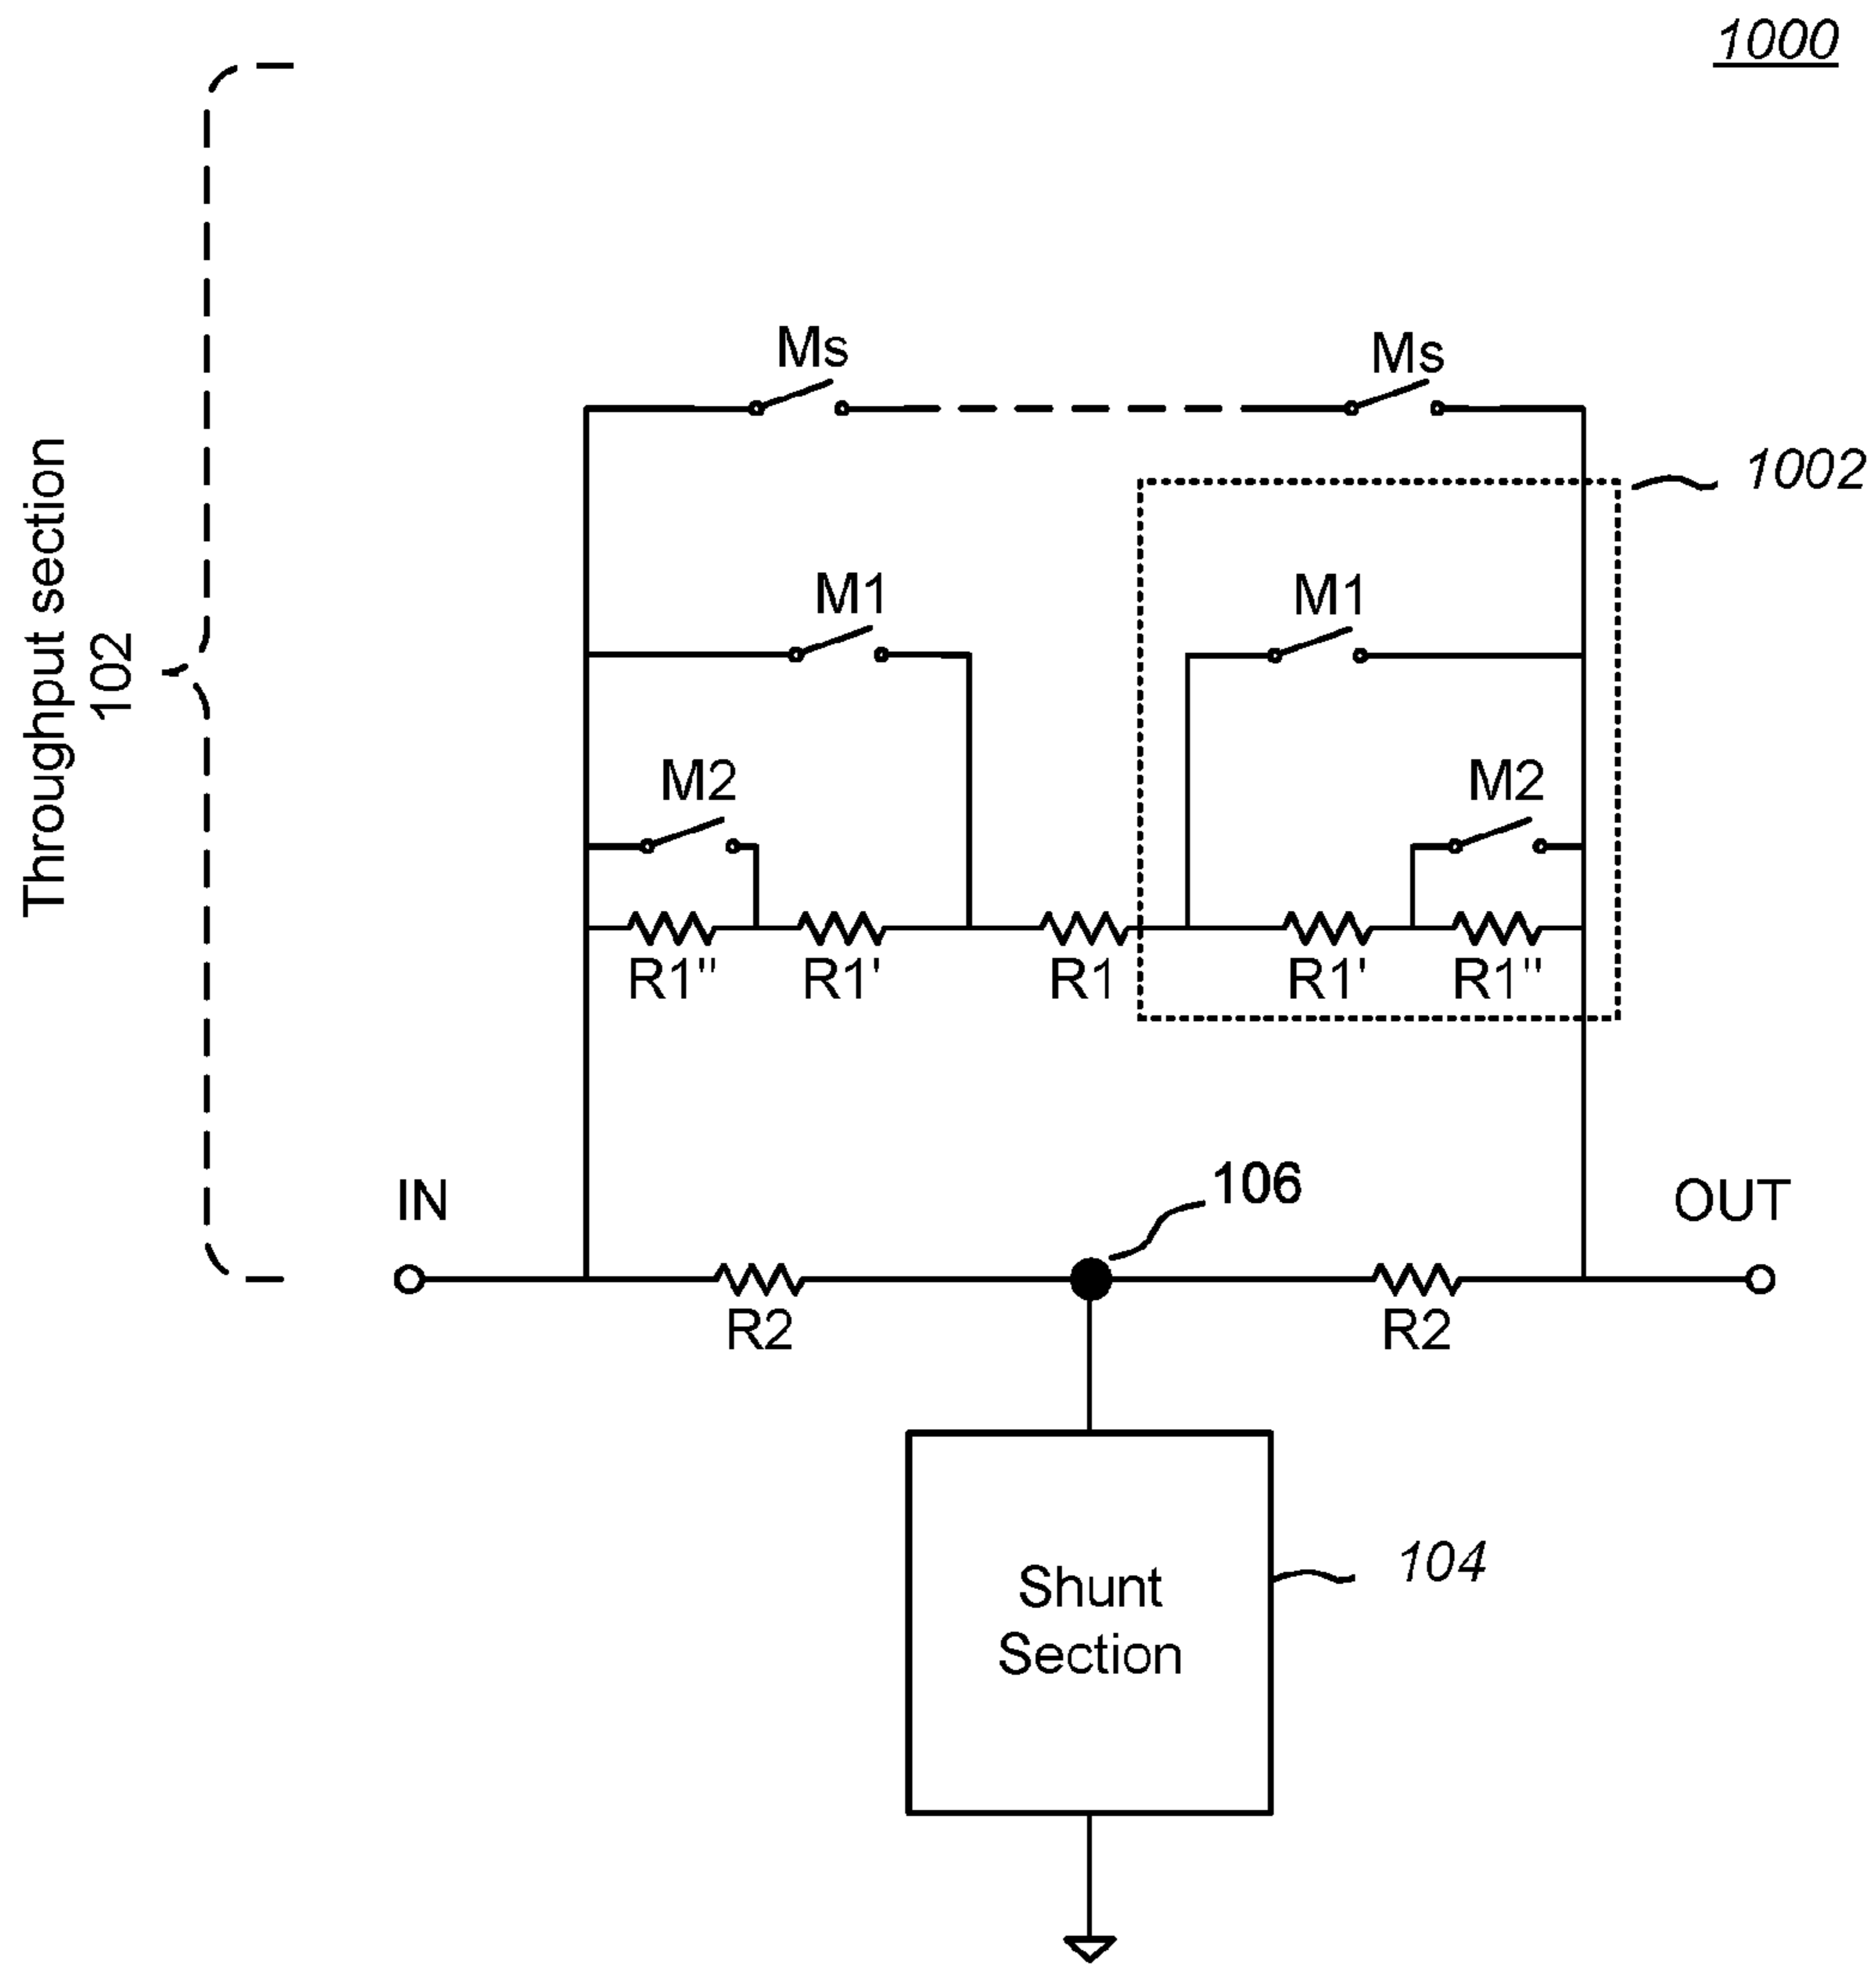 1000
Ms
Ms
1002
M1
M1
M2
M2
R1"
R1'
R1
R1'
R1"
Throughput section
102
IN
106
OUT
R2
R2
Shunt
Section
104